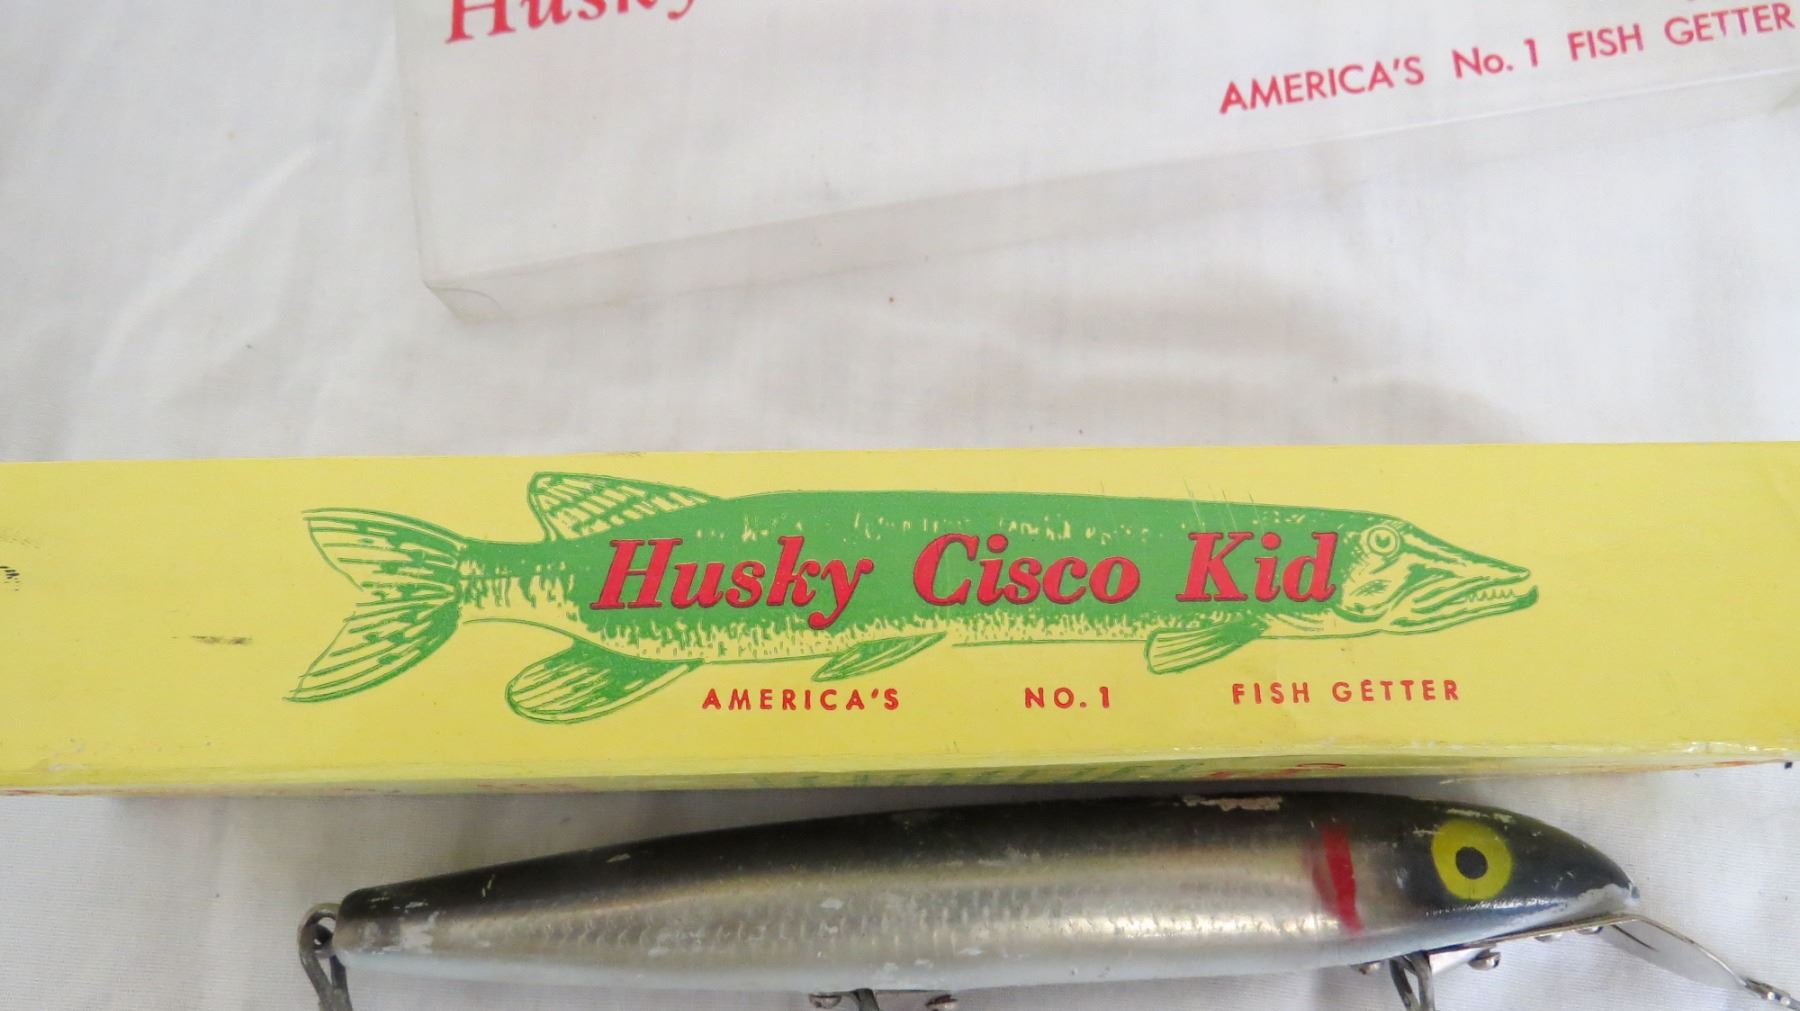 Husky
AMERICA'S No. 1 FISH GETTER
Husky Cisco Kid
AMERICA'S NO. 1 FISH GETTER